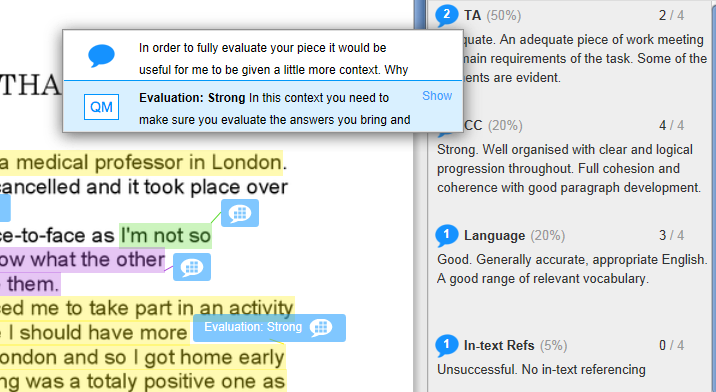 In order to fully evaluate your piece it would be
useful for me to be given a little more context. Why
QM
Evaluation: Strong In this context you need to
Show
make sure you evaluate the answers you bring and
THA
a medical professor in London.
cancelled and it took place over
ce-to-face as I'm not so
ow what the other
them.
ced me to take part in an activity
I should have more
Evaluation: Strong
ondon and so I got home early
ng was a totaly positive one as
2 TA (50%) 2 / 4
quate. An adequate piece of work meeting
main requirements of the task. Some of the
ents are evident.
CC (20%) 4 / 4
Strong. Well organised with clear and logical
progression throughout. Full cohesion and
coherence with good paragraph development.
1 Language (20%) 3 / 4
Good. Generally accurate, appropriate English.
A good range of relevant vocabulary.
1 In-text Refs (5%) 0 / 4
Unsuccessful. No in-text referencing